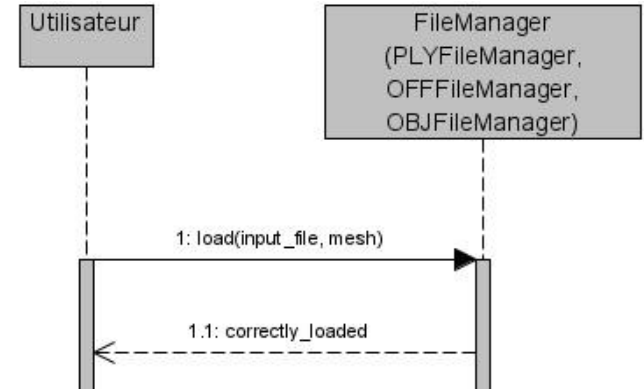 Utilisateur
FileManager
(PLYFileManager,
OFFFileManager,
OBJFileManager)
1: load(input_file, mesh)
1.1: correctly_loaded